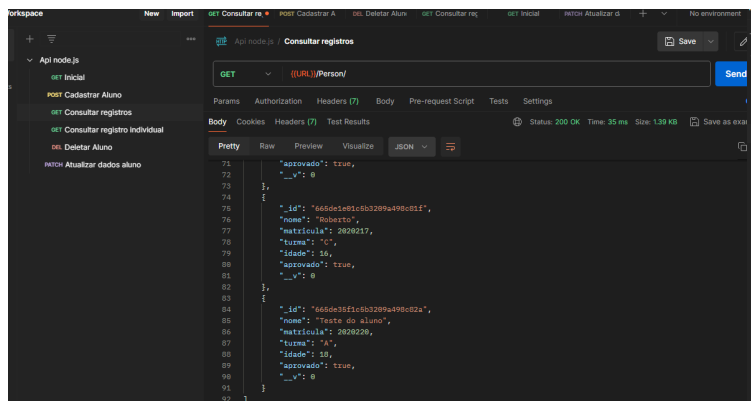 orkspace New Import GET Consultar re POST Cadastrar A DEL Deletar Alun GET Consultar reg GET Inicial PATCH Atualizar d + No environment
Api node.js / Consultar registros Save
Api node.js
GET Inicial
GET {{URL}}/Person/ Send
POST Cadastrar Aluno
Params Authorization Headers (7) Body Pre-request Script Tests Settings
GET Consultar registros
Body Cookies Headers (7) Test Results Status: 200 OK Time: 35 ms Size: 1.39 KB Save as exa
GET Consultar registro individual
DEL Deletar Aluno
Pretty Raw Preview Visualize JSON
PATCH Atualizar dados aluno
71 "aprovado": true,
72 "__v": 0
73 },
74 {
75 "_id": "665de1e81c5b3209a498c81f",
76 "nome": "Roberto",
77 "matricula": 2020217,
78 "turma": "C",
79 "idade": 16,
80 "aprovado": true,
81 "__v": 0
82 },
83 {
84 "_id": "665de35f1c5b3209a498c82a",
85 "nome": "Teste do aluno",
86 "matricula": 2020220,
87 "turma": "A",
88 "idade": 18,
89 "aprovado": true,
90 "__v": 0
91 }
92 ]